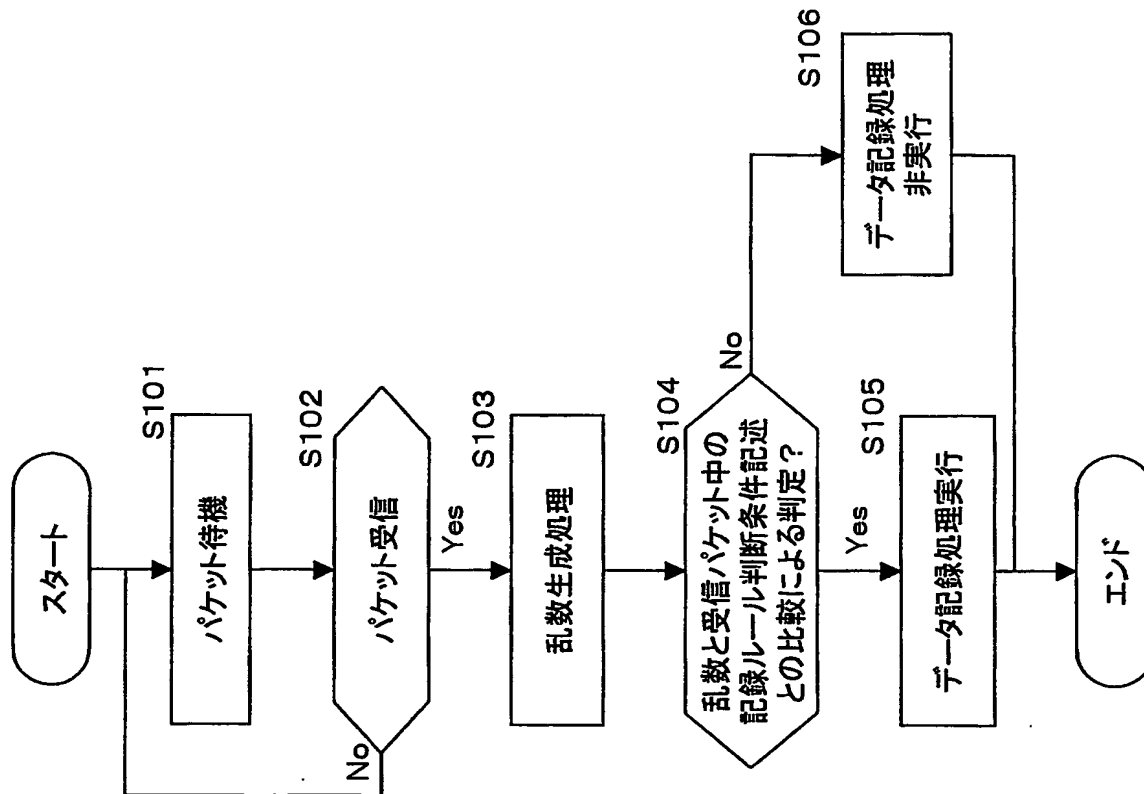 スタート
S101
パケット待機
S102
パケット受信
No
Yes
S103
乱数生成処理
S104
乱数と受信パケット中の
記録ルール判断条件記述
との比較による判定？
No
Yes
S106
データ記録処理
非実行
S105
データ記録処理実行
エンド